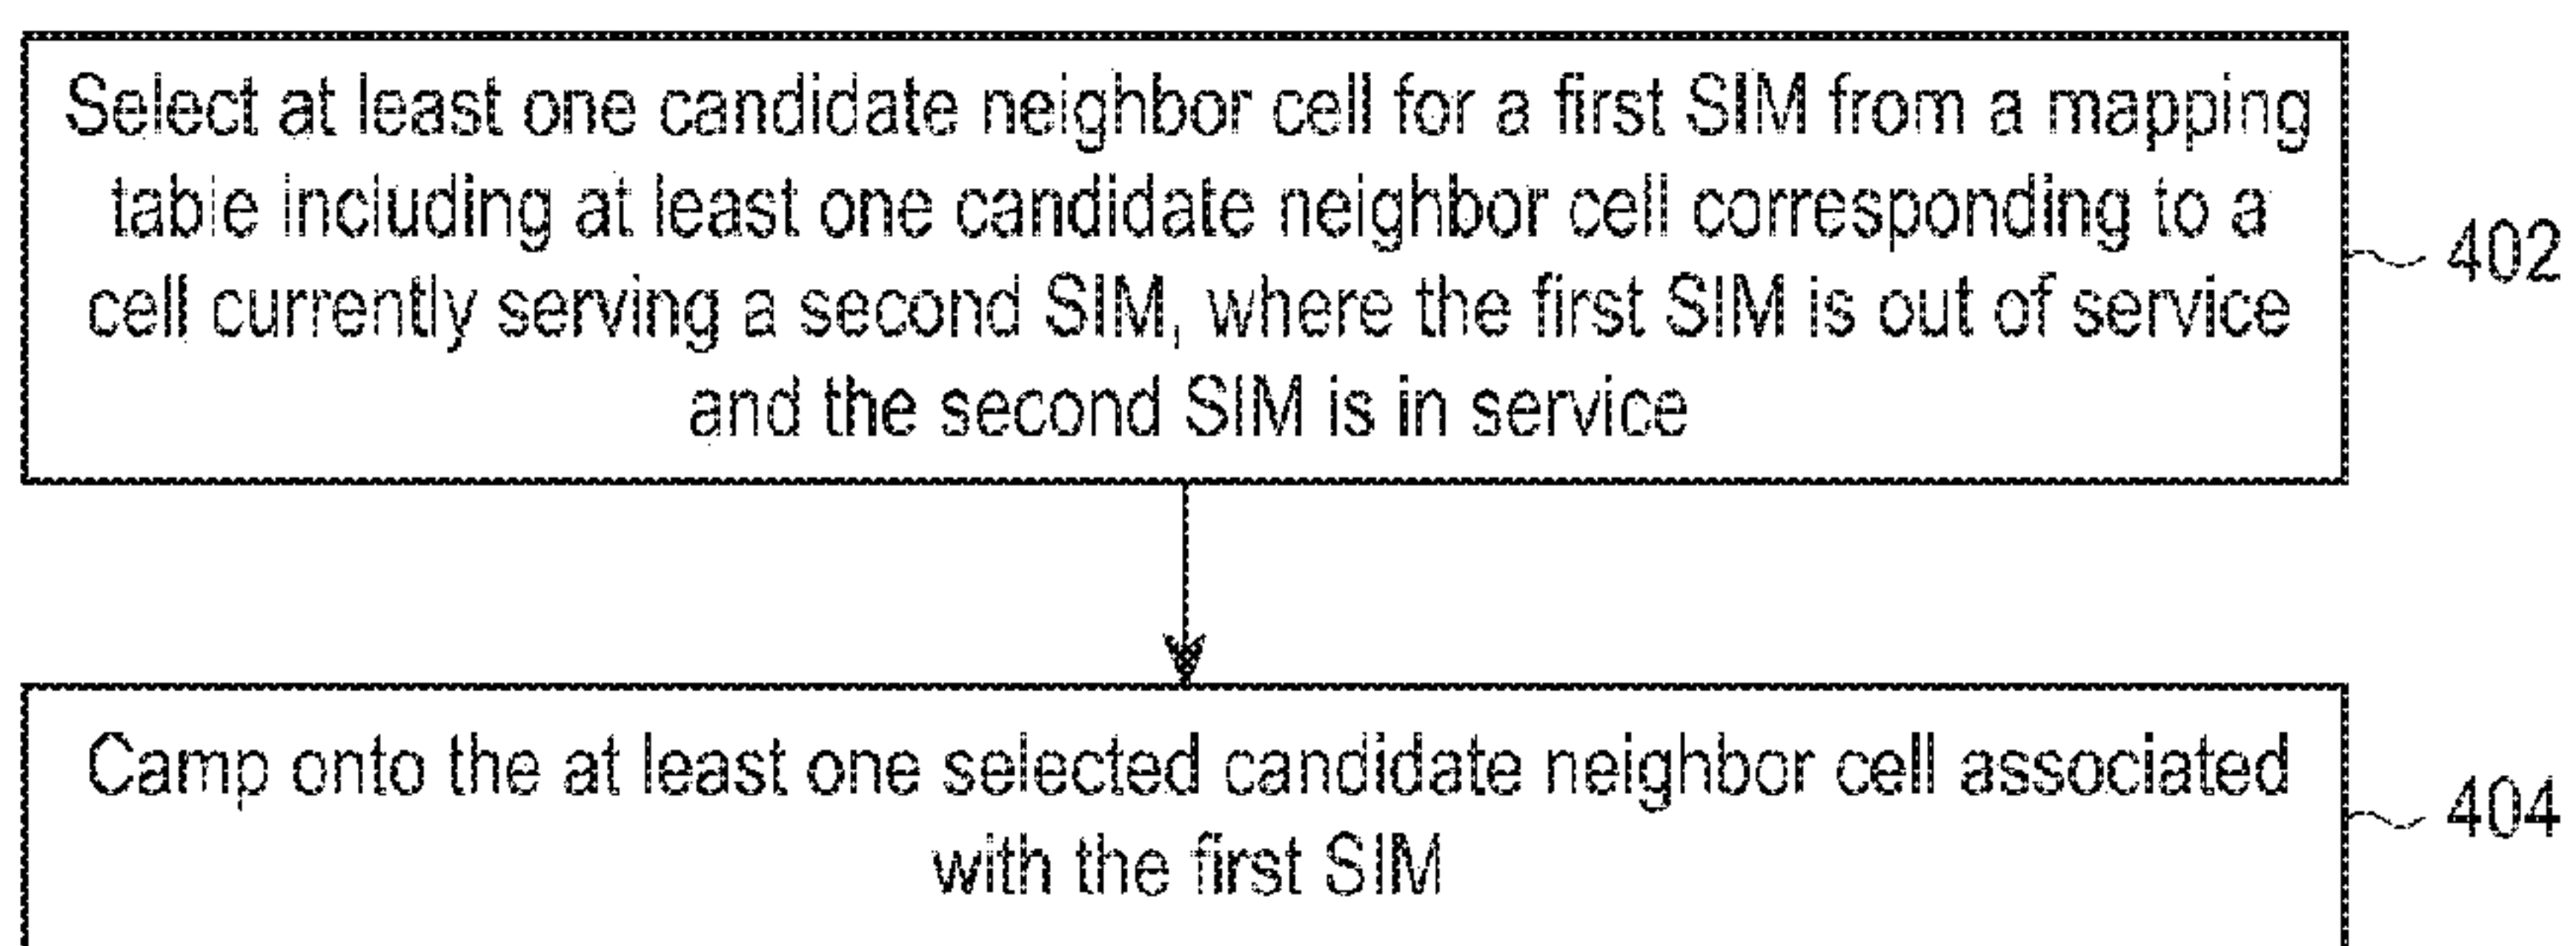 Select at least one candidate neighbor cell for a first SIM from a mapping
table including at least one candidate neighbor cell corresponding to a
cell currently serving a second SIM, where the first SIM is out of service
and the second SIM is in service
402
Camp onto the at least one selected candidate neighbor cell associated
with the first SIM
404